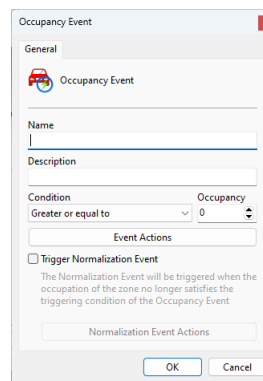 Occupancy Event
General
Occupancy Event
Name
Description
Condition
Occupancy
Greater or equal to
0
Event Actions
Trigger Normalization Event
The Normalization Event will be triggered when the
occupation of the zone no longer satisfies the
triggering condition of the Occupancy Event
Normalization Event Actions
OK
Cancel